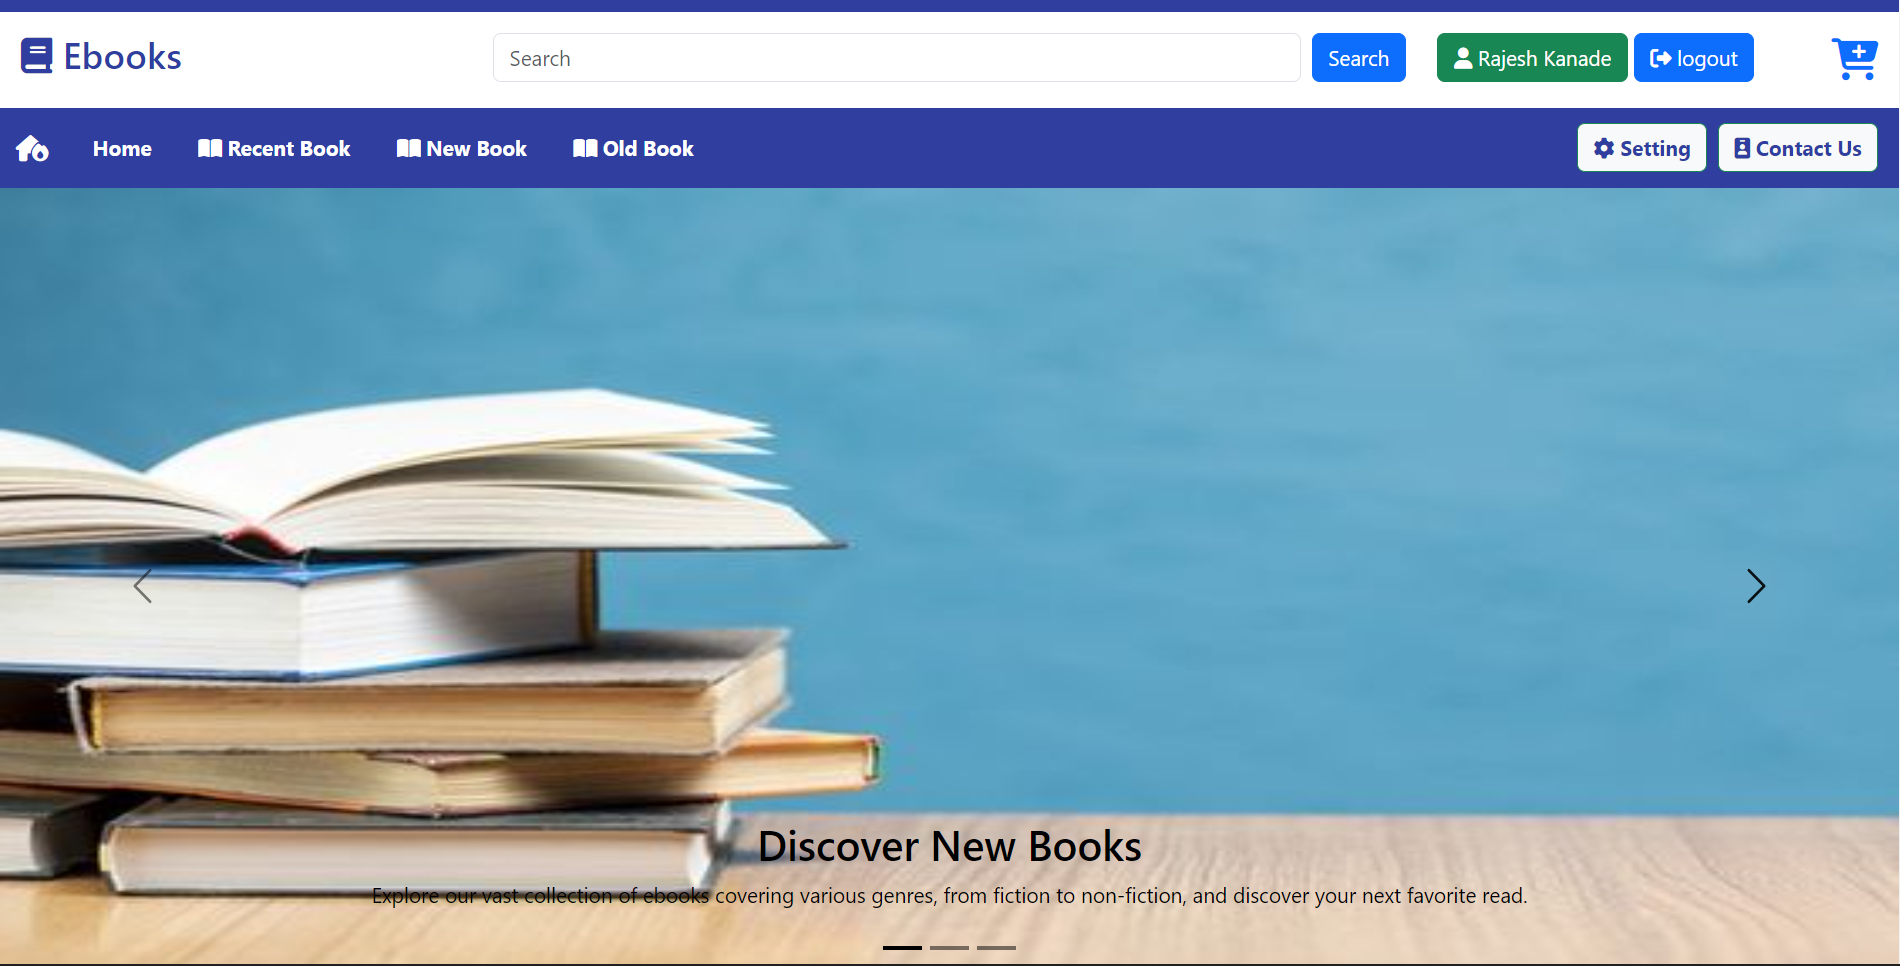 Ebooks
Search
Search
Rajesh Kanade
logout
Home
Recent Book
New Book
Old Book
Setting
Contact Us
Discover New Books
Explore our vast collection of ebooks covering various genres, from fiction to non-fiction, and discover your next favorite read.